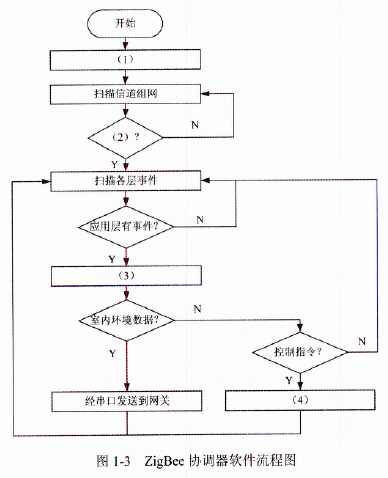 开始
(1)
扫描信道组网
(2)?
N
Y
扫描各层事件
应用层有事件?
N
Y
(3)
室内环境数据?
N
Y
控制指令?
N
Y
经串口发送到网关
(4)
图 1-3 ZigBee 协调器软件流程图